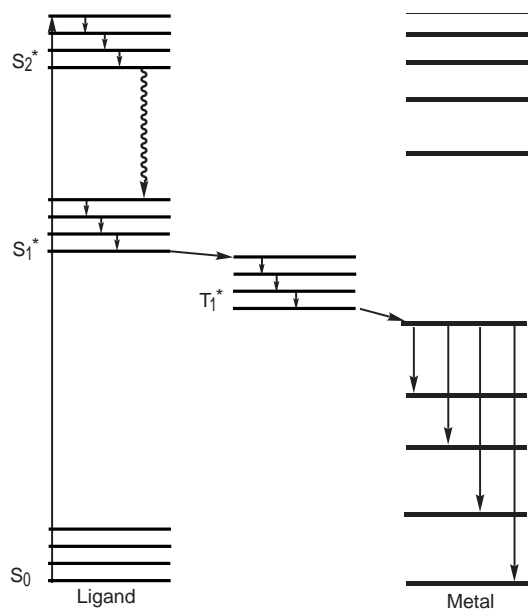 S2*
S1*
T1*
S0
Ligand
Metal